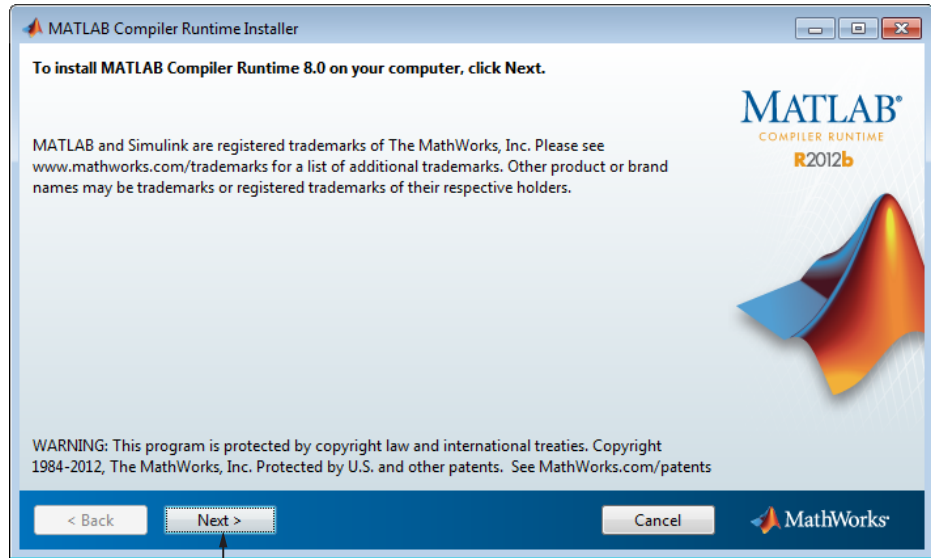 MATLAB Compiler Runtime Installer
To install MATLAB Compiler Runtime 8.0 on your computer, click Next.
MATLAB®
COMPILER RUNTIME
R2012b
MATLAB and Simulink are registered trademarks of The MathWorks, Inc. Please see
www.mathworks.com/trademarks for a list of additional trademarks. Other product or brand
names may be trademarks or registered trademarks of their respective holders.
WARNING: This program is protected by copyright law and international treaties. Copyright
1984-2012, The MathWorks, Inc. Protected by U.S. and other patents. See MathWorks.com/patents
< Back Next > Cancel MathWorks®